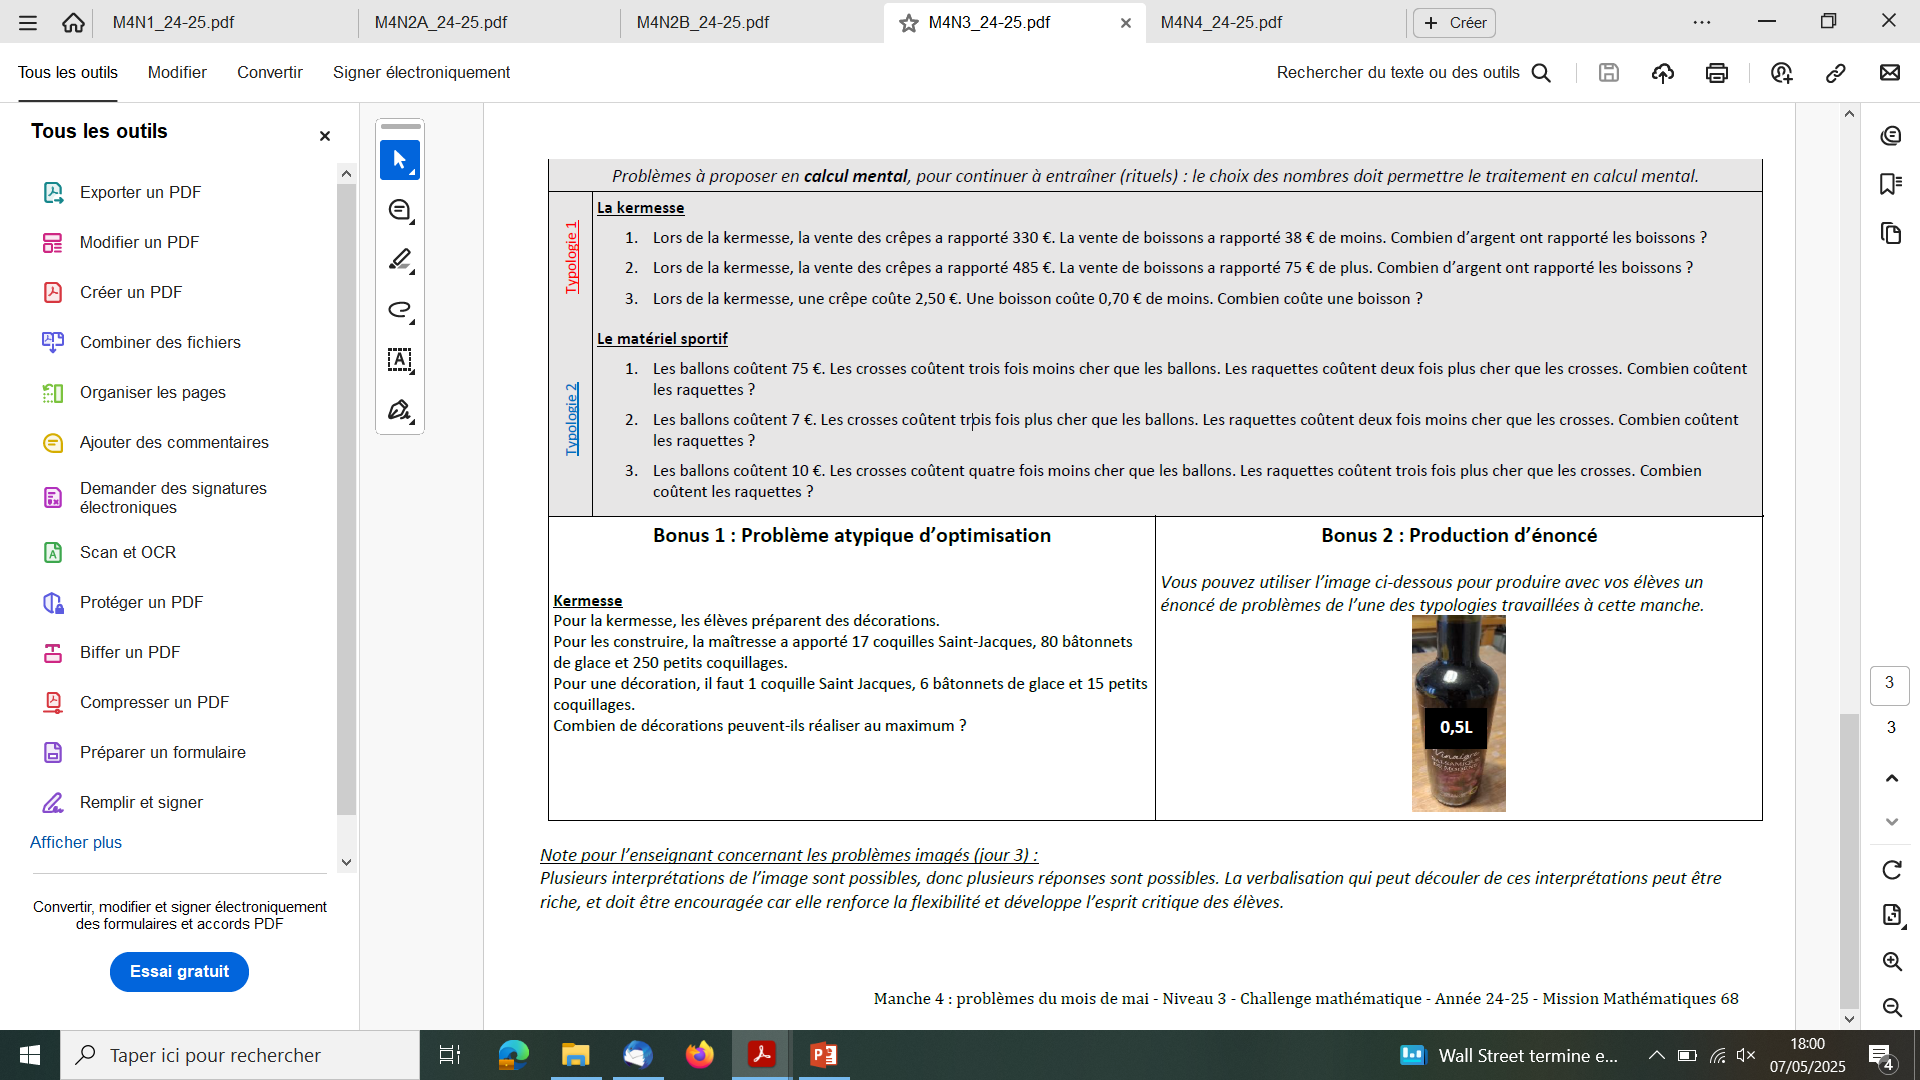 M4N1_24-25.pdf
M4N2A_24-25.pdf
M4N2B_24-25.pdf
M4N3_24-25.pdf
M4N4_24-25.pdf
Créer
Tous les outils
Modifier
Convertir
Signer électroniquement
Rechercher du texte ou des outils
Tous les outils
Exporter un PDF
Modifier un PDF
Créer un PDF
Combiner des fichiers
Organiser les pages
Ajouter des commentaires
Demander des signatures
électroniques
Scan et OCR
Protéger un PDF
Biffer un PDF
Compresser un PDF
Préparer un formulaire
Remplir et signer
Afficher plus
Convertir, modifier et signer électroniquement
des formulaires et accords PDF
Essai gratuit
Problèmes à proposer en calcul mental, pour continuer à entraîner (rituels) : le choix des nombres doit permettre le traitement en calcul mental.
Typologie 1
La kermesse
1. Lors de la kermesse, la vente des crêpes a rapporté 330 €. La vente de boissons a rapporté 38 € de moins. Combien d’argent ont rapporté les boissons ?
2. Lors de la kermesse, la vente des crêpes a rapporté 485 €. La vente de boissons a rapporté 75 € de plus. Combien d’argent ont rapporté les boissons ?
3. Lors de la kermesse, une crêpe coûte 2,50 €. Une boisson coûte 0,70 € de moins. Combien coûte une boisson ?
Typologie 2
Le matériel sportif
1. Les ballons coûtent 75 €. Les crosses coûtent trois fois moins cher que les ballons. Les raquettes coûtent deux fois plus cher que les crosses. Combien coûtent
les raquettes ?
2. Les ballons coûtent 7 €. Les crosses coûtent trois fois plus cher que les ballons. Les raquettes coûtent deux fois moins cher que les crosses. Combien coûtent
les raquettes ?
3. Les ballons coûtent 10 €. Les crosses coûtent quatre fois moins cher que les ballons. Les raquettes coûtent trois fois plus cher que les crosses. Combien
coûtent les raquettes ?
Bonus 1 : Problème atypique d’optimisation
Kermesse
Pour la kermesse, les élèves préparent des décorations.
Pour les construire, la maîtresse a apporté 17 coquilles Saint-Jacques, 80 bâtonnets
de glace et 250 petits coquillages.
Pour une décoration, il faut 1 coquille Saint Jacques, 6 bâtonnets de glace et 15 petits
coquillages.
Combien de décorations peuvent-ils réaliser au maximum ?
Bonus 2 : Production d’énoncé
Vous pouvez utiliser l’image ci-dessous pour produire avec vos élèves un
énoncé de problèmes de l’une des typologies travaillées à cette manche.
0,5L
Vinaigre
BALSAMIQUE
DE MODENE
Note pour l’enseignant concernant les problèmes imagés (jour 3) :
Plusieurs interprétations de l’image sont possibles, donc plusieurs réponses sont possibles. La verbalisation qui peut découler de ces interprétations peut être
riche, et doit être encouragée car elle renforce la flexibilité et développe l’esprit critique des élèves.
Manche 4 : problèmes du mois de mai - Niveau 3 - Challenge mathématique - Année 24-25 - Mission Mathématiques 68
3
3
Taper ici pour rechercher
Wall Street termine e...
18:00
07/05/2025
4